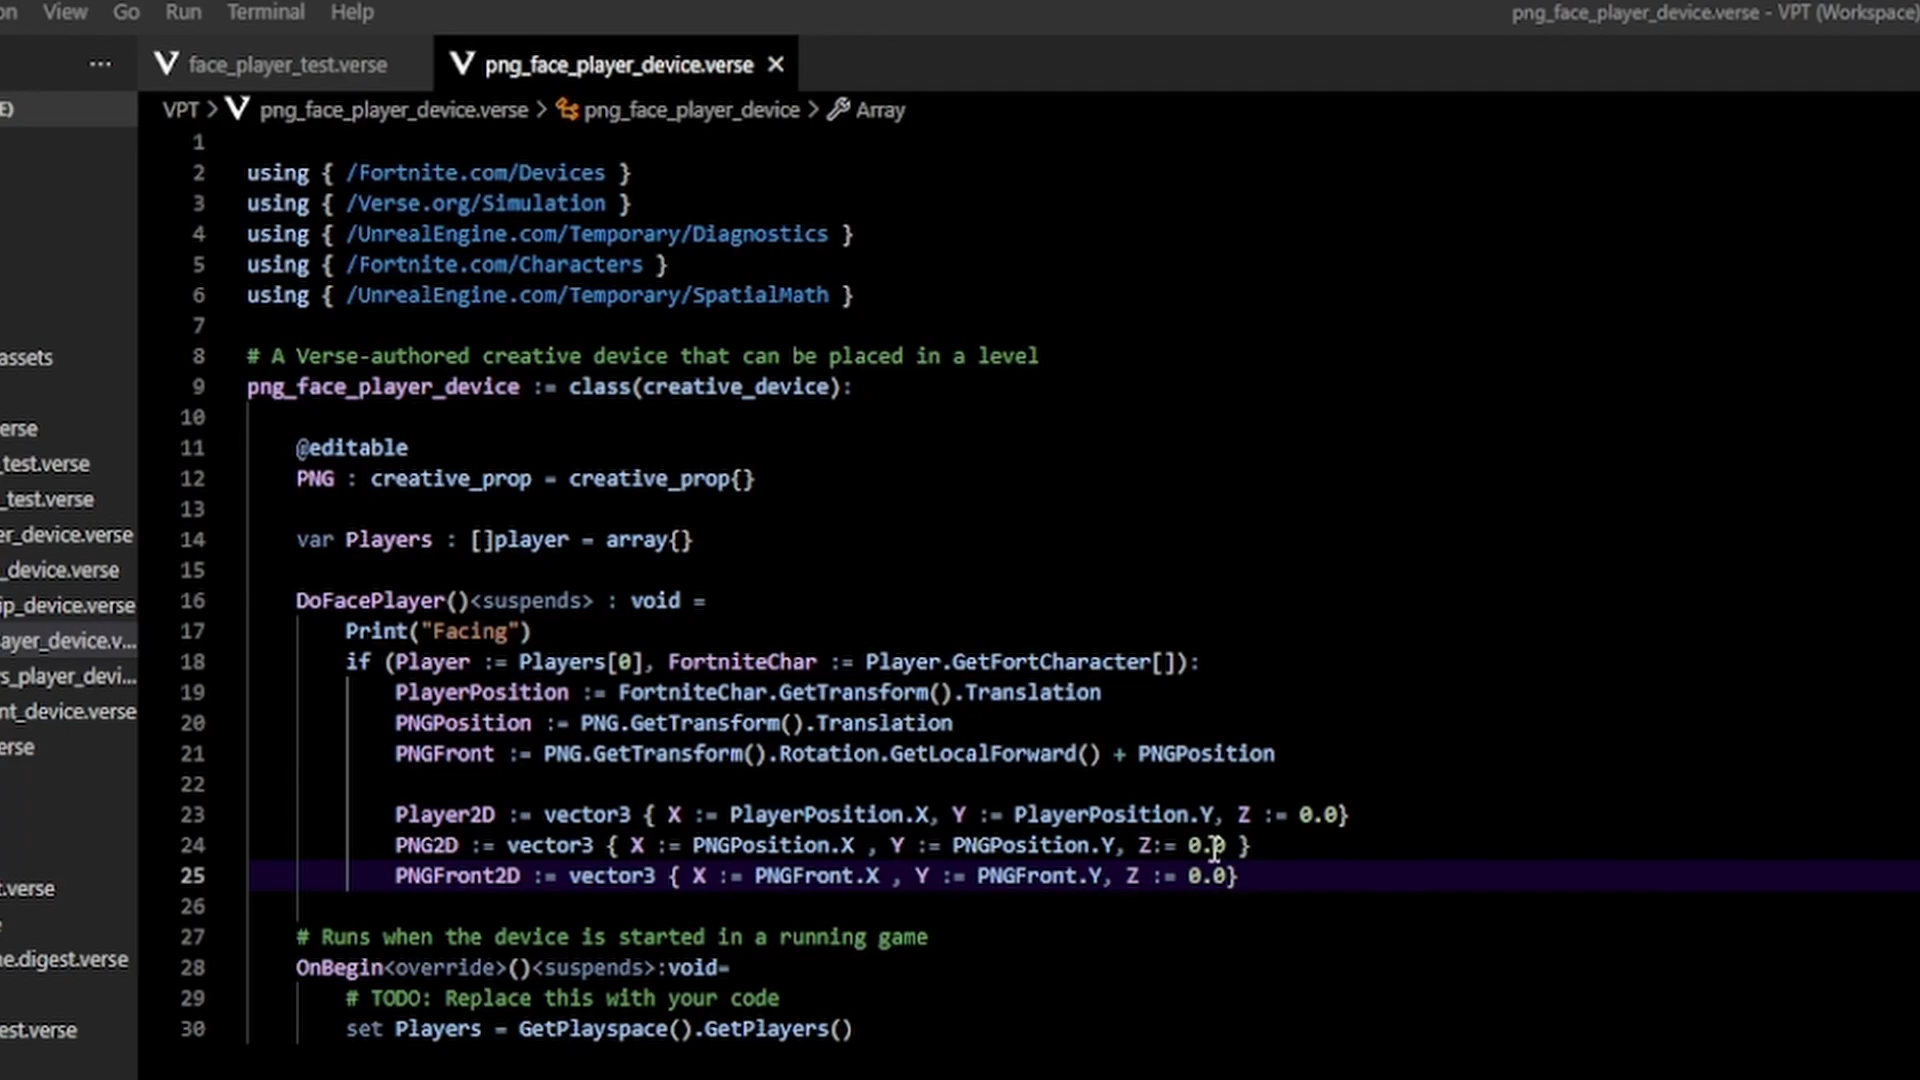 on View Go Run Terminal Help png_face_player_device.verse - VPT (Workspace)
... face_player_test.verse png_face_player_device.verse ×
E) VPT > png_face_player_device.verse > png_face_player_device > Array
1
2 using { /Fortnite.com/Devices }
3 using { /Verse.org/Simulation }
4 using { /UnrealEngine.com/Temporary/Diagnostics }
5 using { /Fortnite.com/Characters }
6 using { /UnrealEngine.com/Temporary/SpatialMath }
7
8 # A Verse-authored creative device that can be placed in a level
9 png_face_player_device := class(creative_device):
10
11 @editable
12 PNG : creative_prop = creative_prop{}
13
14 var Players : []player = array{}
15
16 DoFacePlayer()<suspends> : void =
17 Print("Facing")
18 if (Player := Players[0], FortniteChar := Player.GetFortCharacter[]):
19 PlayerPosition := FortniteChar.GetTransform().Translation
20 PNGPosition := PNG.GetTransform().Translation
21 PNGFront := PNG.GetTransform().Rotation.GetLocalForward() + PNGPosition
22
23 Player2D := vector3 { X := PlayerPosition.X, Y := PlayerPosition.Y, Z := 0.0}
24 PNG2D := vector3 { X := PNGPosition.X , Y := PNGPosition.Y, Z:= 0.0 }
25 PNGFront2D := vector3 { X := PNGFront.X , Y := PNGFront.Y, Z := 0.0}
26
27 # Runs when the device is started in a running game
28 OnBegin<override>()<suspends>:void=
29 # TODO: Replace this with your code
30 set Players = GetPlayspace().GetPlayers()
assets
erse
_test.verse
_test.verse
er_device.verse
_device.verse
ip_device.verse
ayer_device.v...
s_player_devi...
nt_device.verse
erse
st.verse
e
ne.digest.verse
est.verse